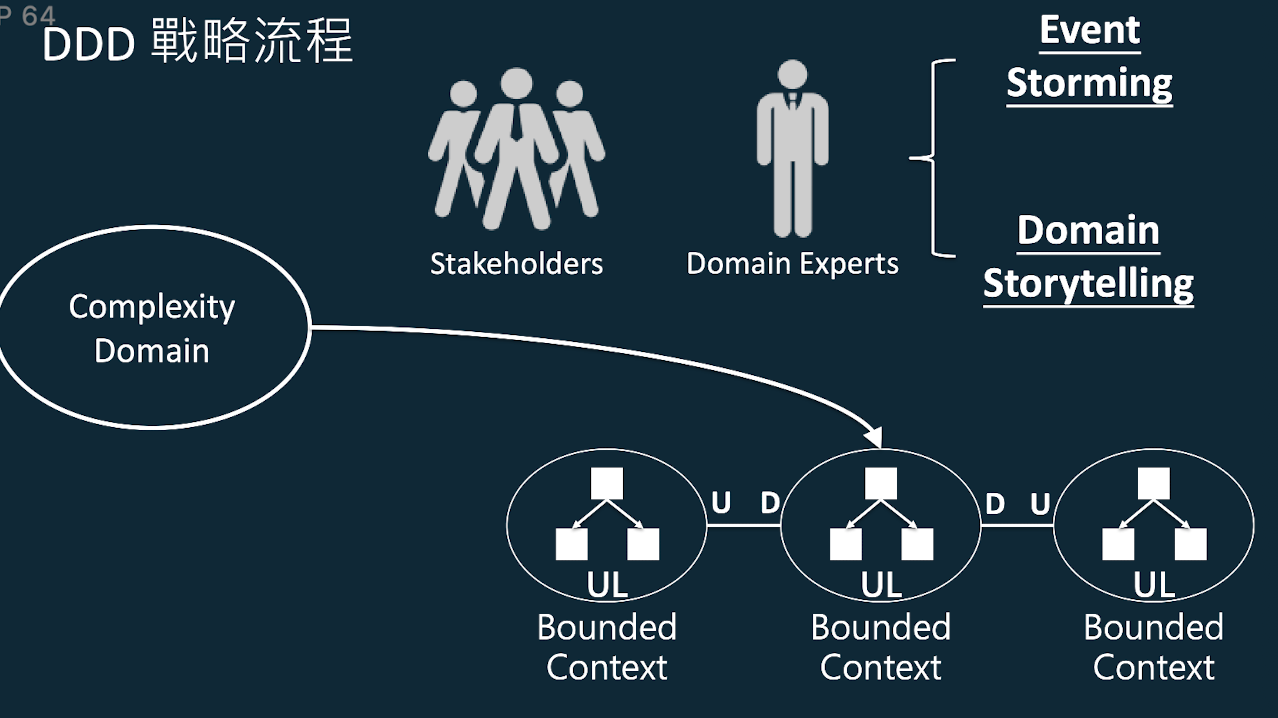 P 64
DDD 戰略流程
Event
Storming
Stakeholders
Domain Experts
Domain
Storytelling
Complexity
Domain
U D
D U
UL
UL
UL
Bounded
Context
Bounded
Context
Bounded
Context